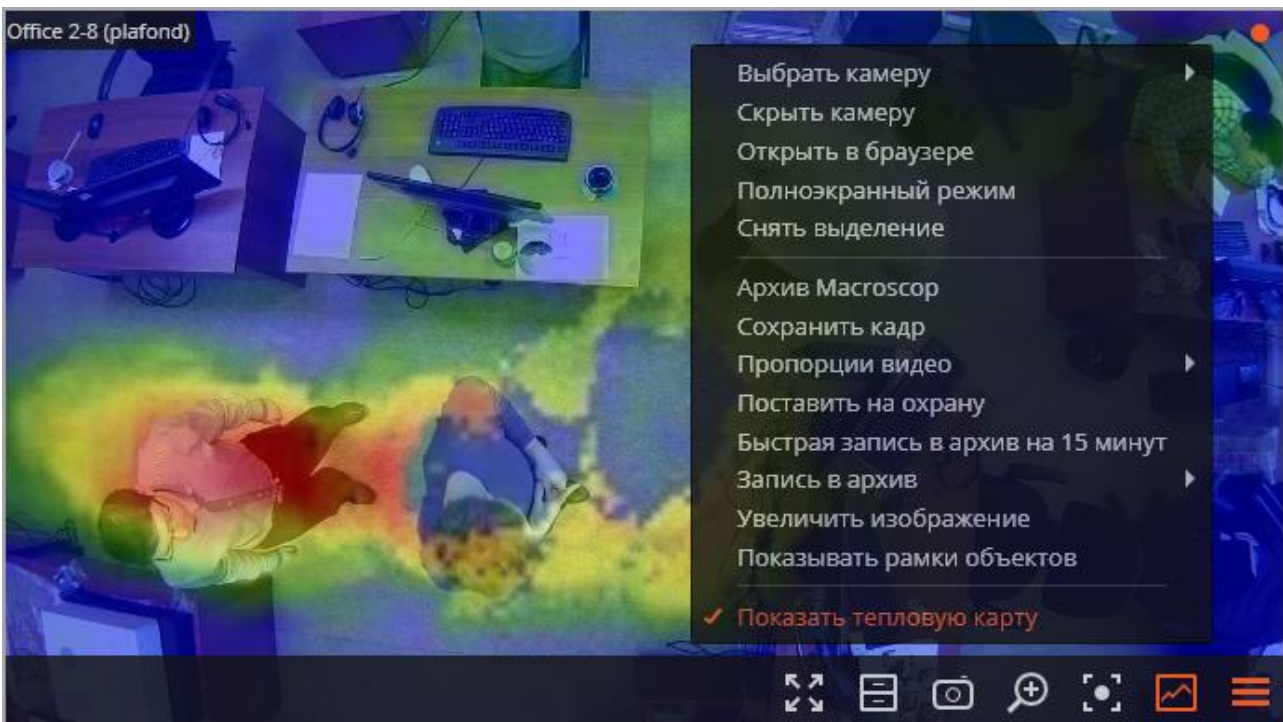 Office 2-8 (plafond)
Выбрать камеру
Скрыть камеру
Открыть в браузере
Полноэкранный режим
Снять выделение
Архив Macroscop
Сохранить кадр
Пропорции видео
Поставить на охрану
Быстрая запись в архив на 15 минут
Запись в архив
Увеличить изображение
Показывать рамки объектов
Показать тепловую карту